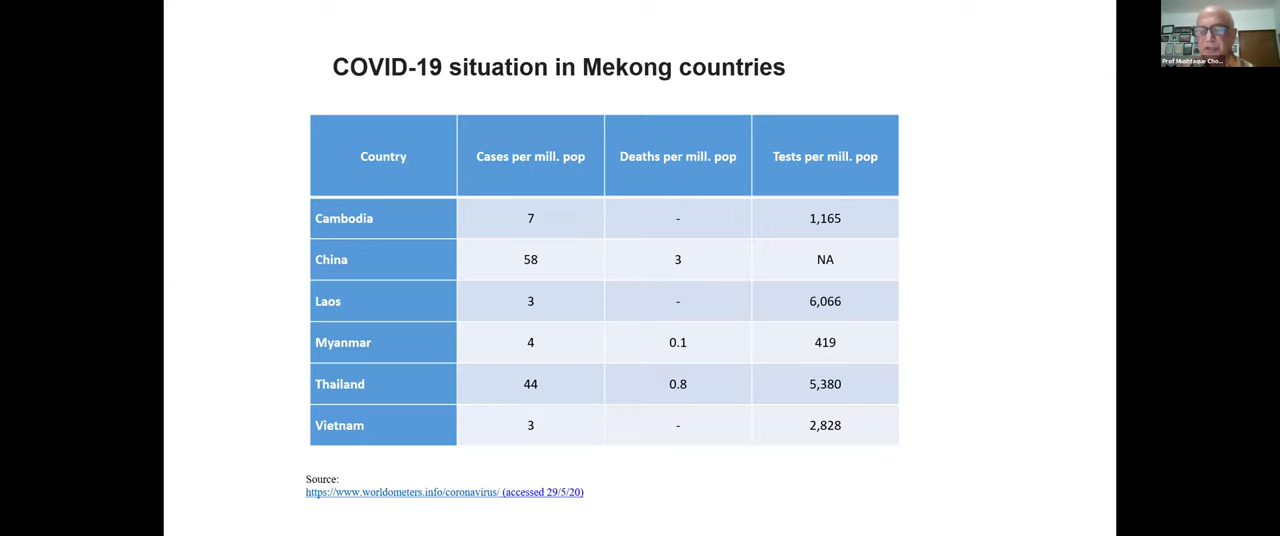 COVID-19 situation in Mekong countries
Prof Mushtaque Cho...
Country Cases per mill. pop Deaths per mill. pop Tests per mill. pop
Cambodia 7 - 1,165
China 58 3 NA
Laos 3 - 6,066
Myanmar 4 0.1 419
Thailand 44 0.8 5,380
Vietnam 3 - 2,828
Source:
https://www.worldometers.info/coronavirus/ (accessed 29/5/20)